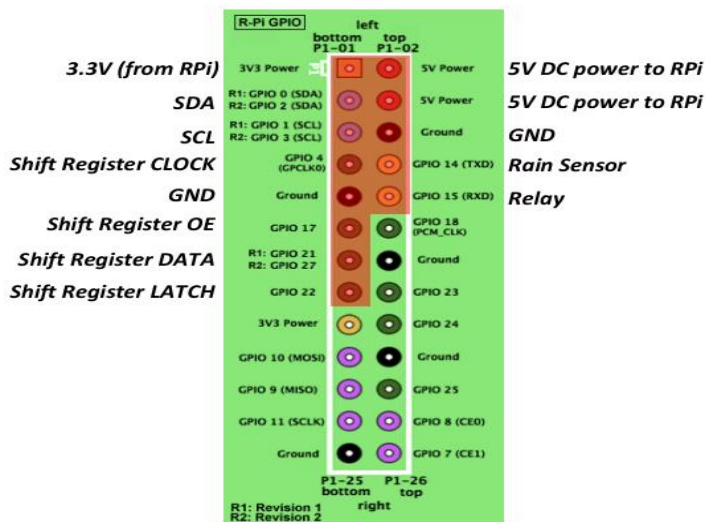 R-Pi GPIO
left
bottom top
P1-01 P1-02
3.3V (from RPi) 3V3 Power 5V Power 5V DC power to RPi
SDA R1: GPIO 0 (SDA)
R2: GPIO 2 (SDA) 5V Power 5V DC power to RPi
SCL R1: GPIO 1 (SCL)
R2: GPIO 3 (SCL) Ground GND
Shift Register CLOCK GPIO 4
(GPCLK0) GPIO 14 (TXD) Rain Sensor
GND Ground GPIO 15 (RXD) Relay
Shift Register OE GPIO 17 GPIO 18
(PCM_CLK)
Shift Register DATA R1: GPIO 21
R2: GPIO 27 Ground
Shift Register LATCH GPIO 22 GPIO 23
3V3 Power GPIO 24
GPIO 10 (MOSI) Ground
GPIO 9 (MISO) GPIO 25
GPIO 11 (SCLK) GPIO 8 (CE0)
Ground GPIO 7 (CE1)
P1-25 P1-26
bottom top
right
R1: Revision 1
R2: Revision 2